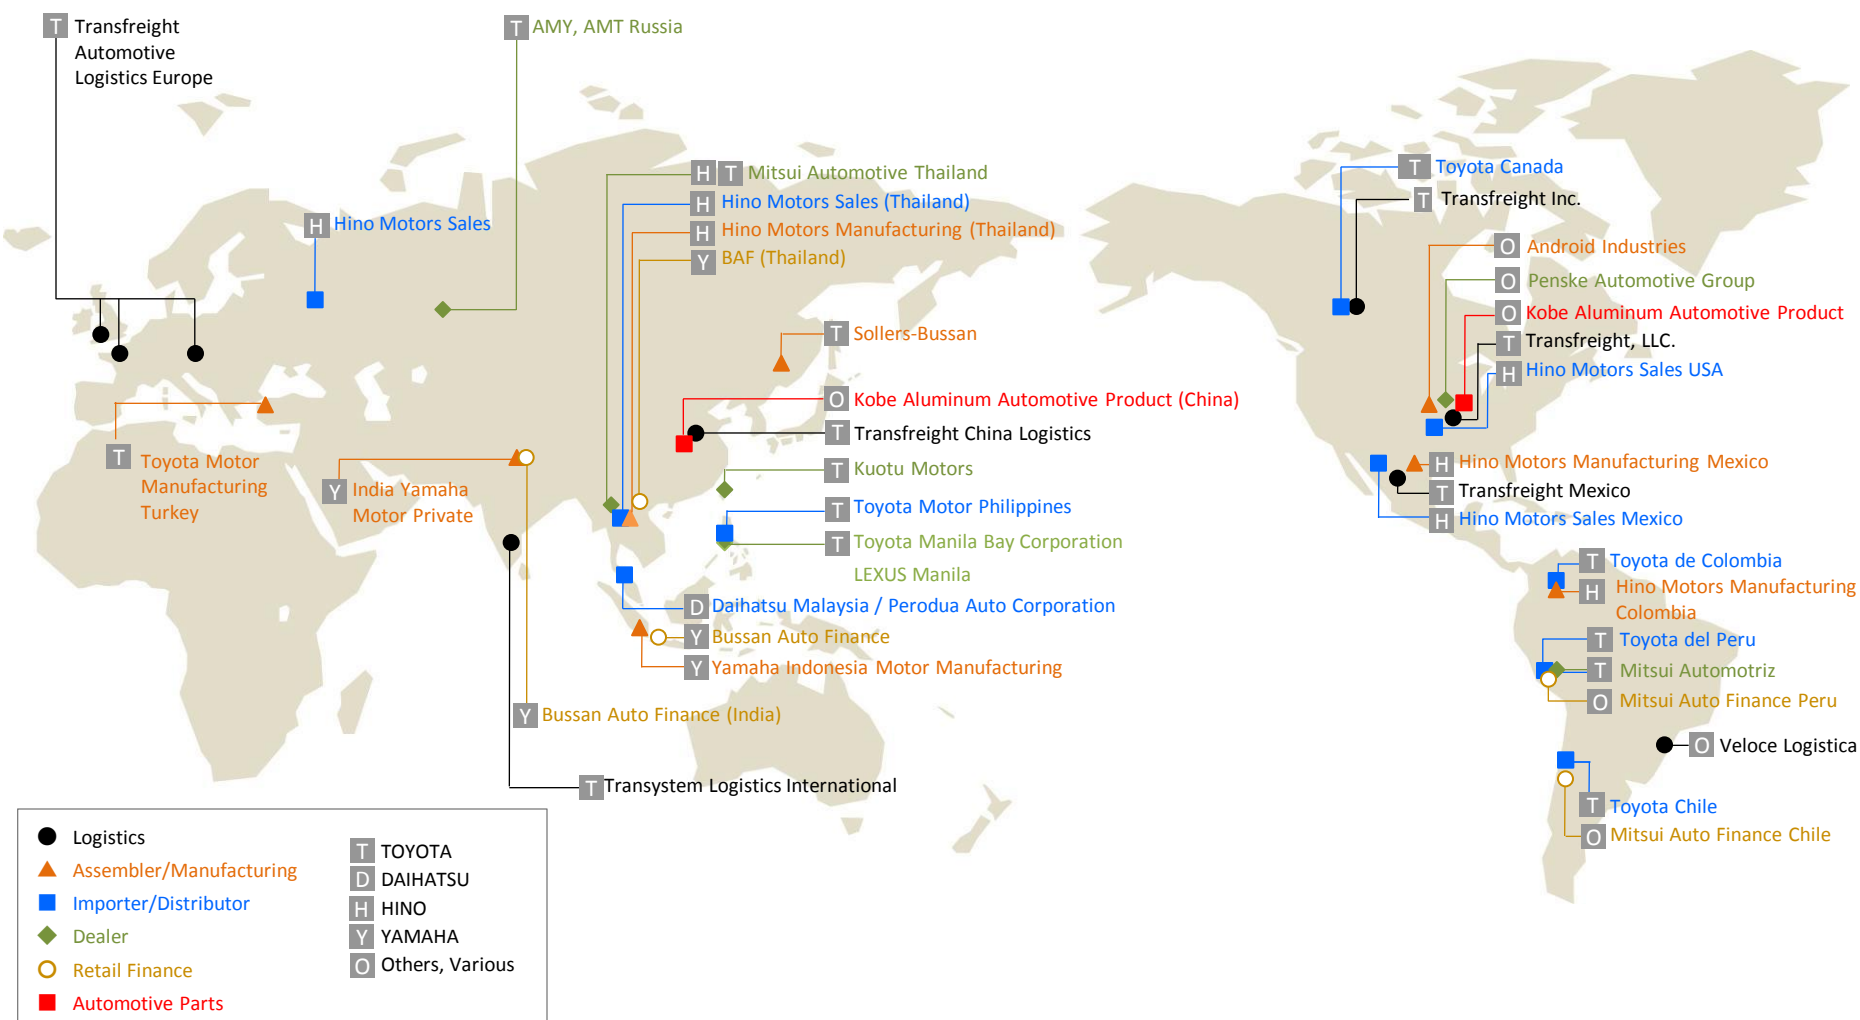 T Transfreight
Automotive
Logistics Europe
T AMY, AMT Russia
H Hino Motors Sales
H T Mitsui Automotive Thailand
H Hino Motors Sales (Thailand)
H Hino Motors Manufacturing (Thailand)
Y BAF (Thailand)
T Sollers-Bussan
O Kobe Aluminum Automotive Product (China)
T Transfreight China Logistics
T Kuotu Motors
T Toyota Motor Philippines
T Toyota Manila Bay Corporation
LEXUS Manila
D Daihatsu Malaysia / Perodua Auto Corporation
Y Bussan Auto Finance
Y Yamaha Indonesia Motor Manufacturing
T Toyota Motor
Manufacturing
Turkey
Y India Yamaha
Motor Private
Y Bussan Auto Finance (India)
T Transystem Logistics International
T Toyota Canada
T Transfreight Inc.
O Android Industries
O Penske Automotive Group
O Kobe Aluminum Automotive Product
T Transfreight, LLC.
H Hino Motors Sales USA
H Hino Motors Manufacturing Mexico
T Transfreight Mexico
H Hino Motors Sales Mexico
T Toyota de Colombia
H Hino Motors Manufacturing
Colombia
T Toyota del Peru
T Mitsui Automotriz
O Mitsui Auto Finance Peru
O Veloce Logistica
T Toyota Chile
O Mitsui Auto Finance Chile
Logistics
Assembler/Manufacturing
Importer/Distributor
Dealer
Retail Finance
Automotive Parts
T TOYOTA
D DAIHATSU
H HINO
Y YAMAHA
O Others, Various